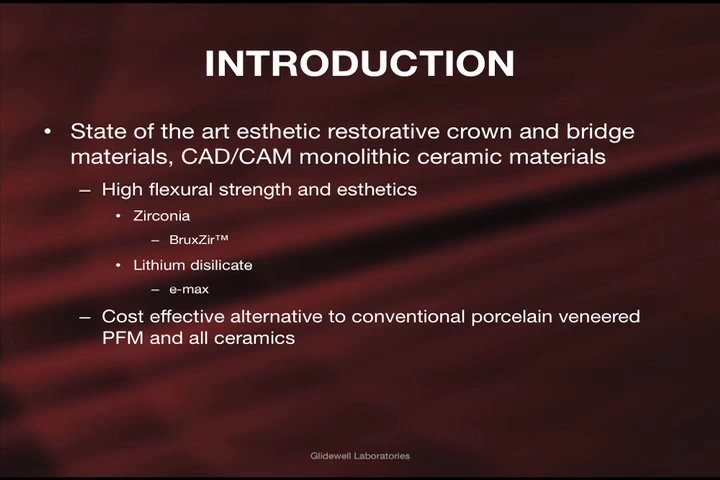 INTRODUCTION
• State of the art esthetic restorative crown and bridge
materials, CAD/CAM monolithic ceramic materials
– High flexural strength and esthetics
• Zirconia
– BruxZir™
• Lithium disilicate
– e-max
– Cost effective alternative to conventional porcelain veneered
PFM and all ceramics
Glidewell Laboratories